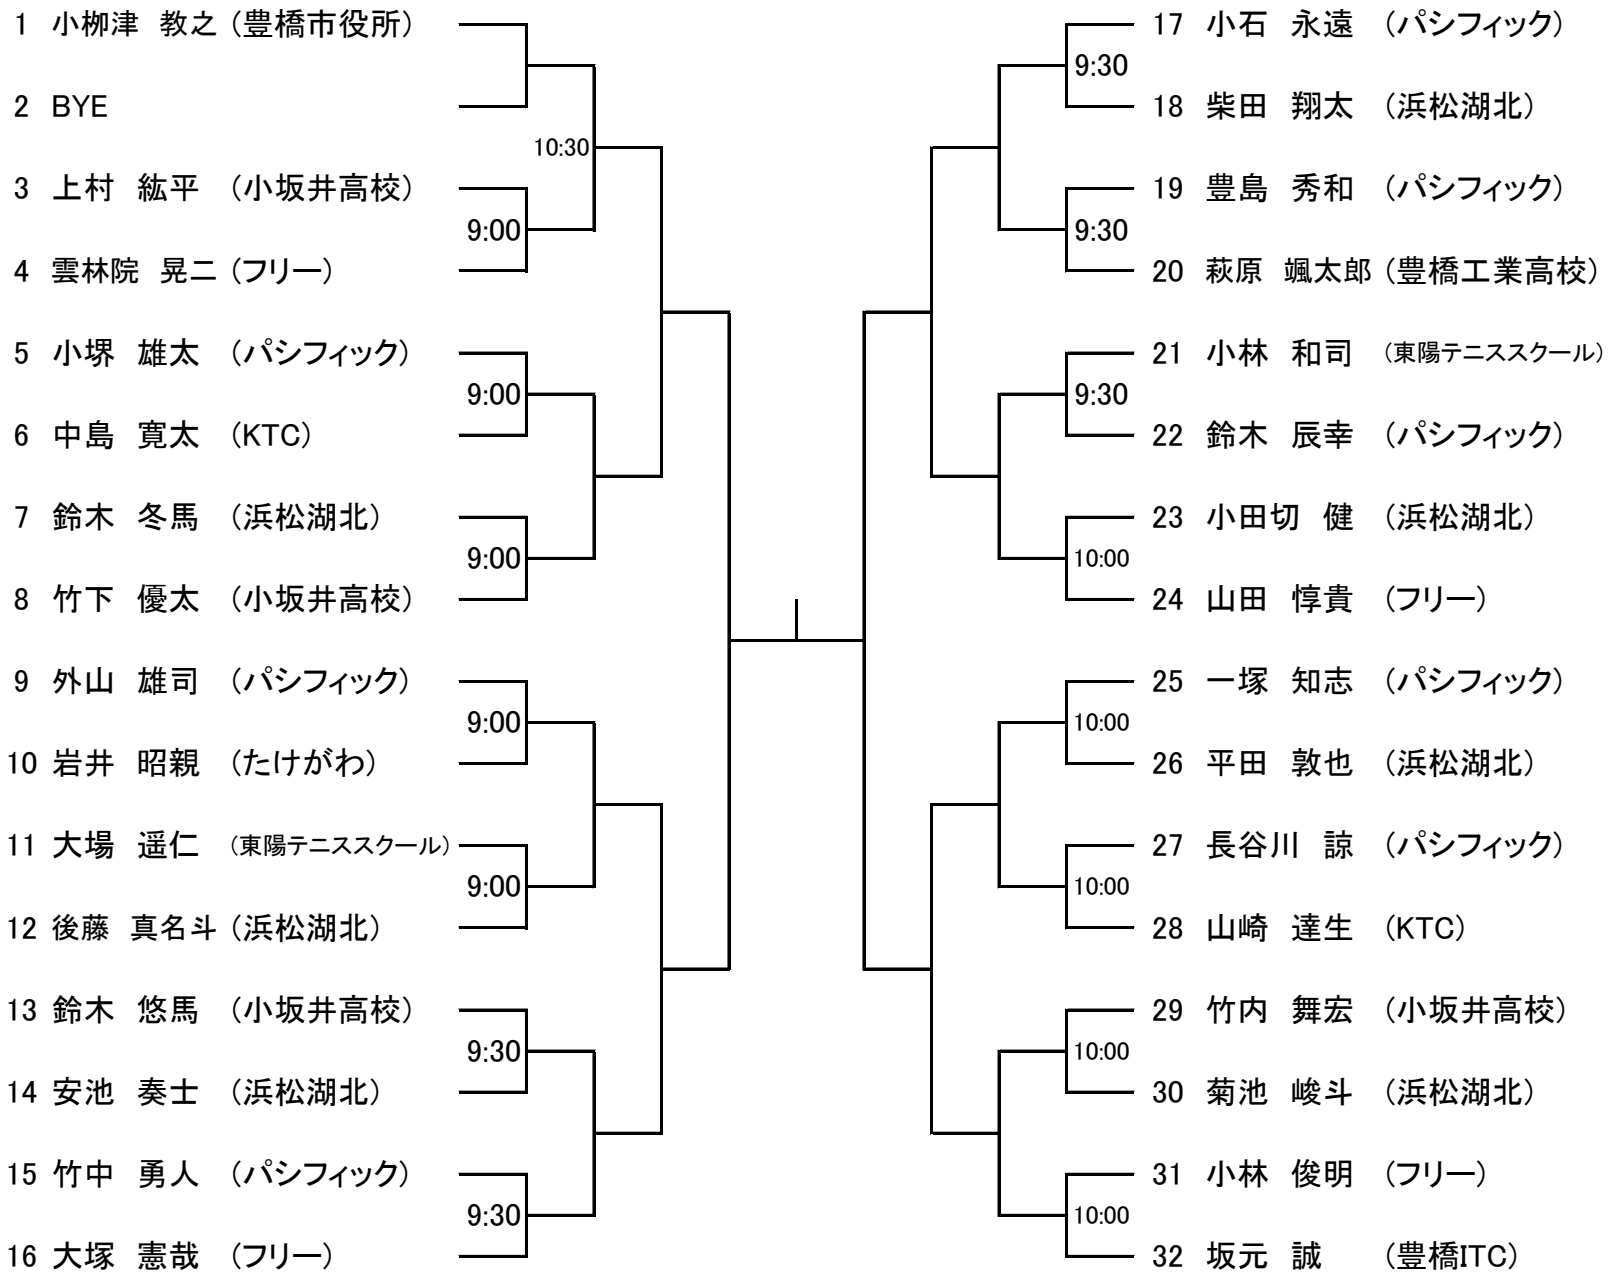 1 小栁津 教之 (豊橋市役所)
2 BYE
10:30
3 上村 紘平 (小坂井高校)
9:00
4 雲林院 晃二 (フリー)
5 小堺 雄太 (パシフィック)
9:00
6 中島 寛太 (KTC)
7 鈴木 冬馬 (浜松湖北)
9:00
8 竹下 優太 (小坂井高校)
9 外山 雄司 (パシフィック)
9:00
10 岩井 昭親 (たけがわ)
11 大場 遥仁 (東陽テニススクール)
9:00
12 後藤 真名斗 (浜松湖北)
13 鈴木 悠馬 (小坂井高校)
9:30
14 安池 奏士 (浜松湖北)
15 竹中 勇人 (パシフィック)
9:30
16 大塚 憲哉 (フリー)
17 小石 永遠 (パシフィック)
9:30
18 柴田 翔太 (浜松湖北)
19 豊島 秀和 (パシフィック)
9:30
20 萩原 颯太郎 (豊橋工業高校)
21 小林 和司 (東陽テニススクール)
9:30
22 鈴木 辰幸 (パシフィック)
23 小田切 健 (浜松湖北)
10:00
24 山田 惇貴 (フリー)
25 一塚 知志 (パシフィック)
10:00
26 平田 敦也 (浜松湖北)
27 長谷川 諒 (パシフィック)
10:00
28 山崎 達生 (KTC)
29 竹内 舞宏 (小坂井高校)
10:00
30 菊池 峻斗 (浜松湖北)
31 小林 俊明 (フリー)
10:00
32 坂元 誠 (豊橋ITC)